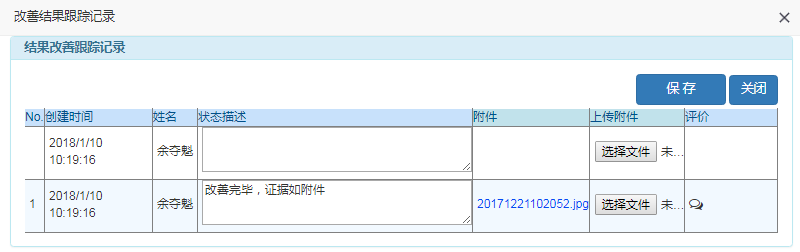 改善结果跟踪记录
结果改善跟踪记录
保 存 关闭
No. 创建时间 姓名 状态描述 附件 上传附件 评价
2018/1/10
10:19:16
余夺魁
选择文件 未...
1
2018/1/10
10:19:16
余夺魁
改善完毕，证据如附件
20171221102052.jpg
选择文件 未...